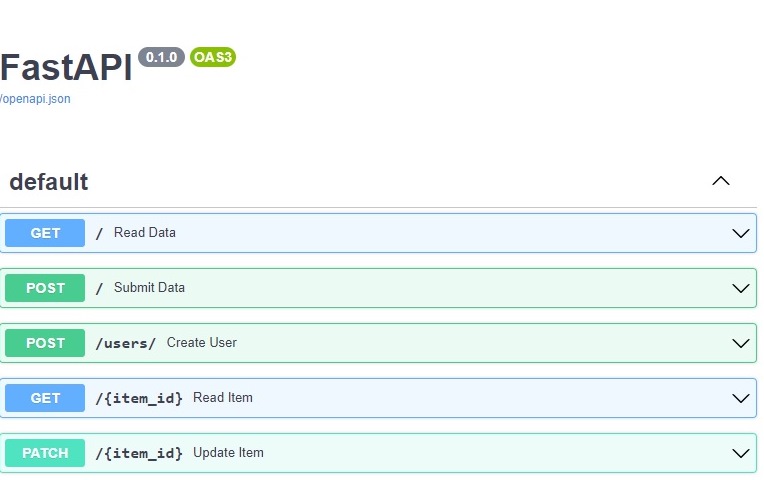 FastAPI 0.1.0 OAS3
/openapi.json
default
GET / Read Data
POST / Submit Data
POST /users/ Create User
GET /{item_id} Read Item
PATCH /{item_id} Update Item